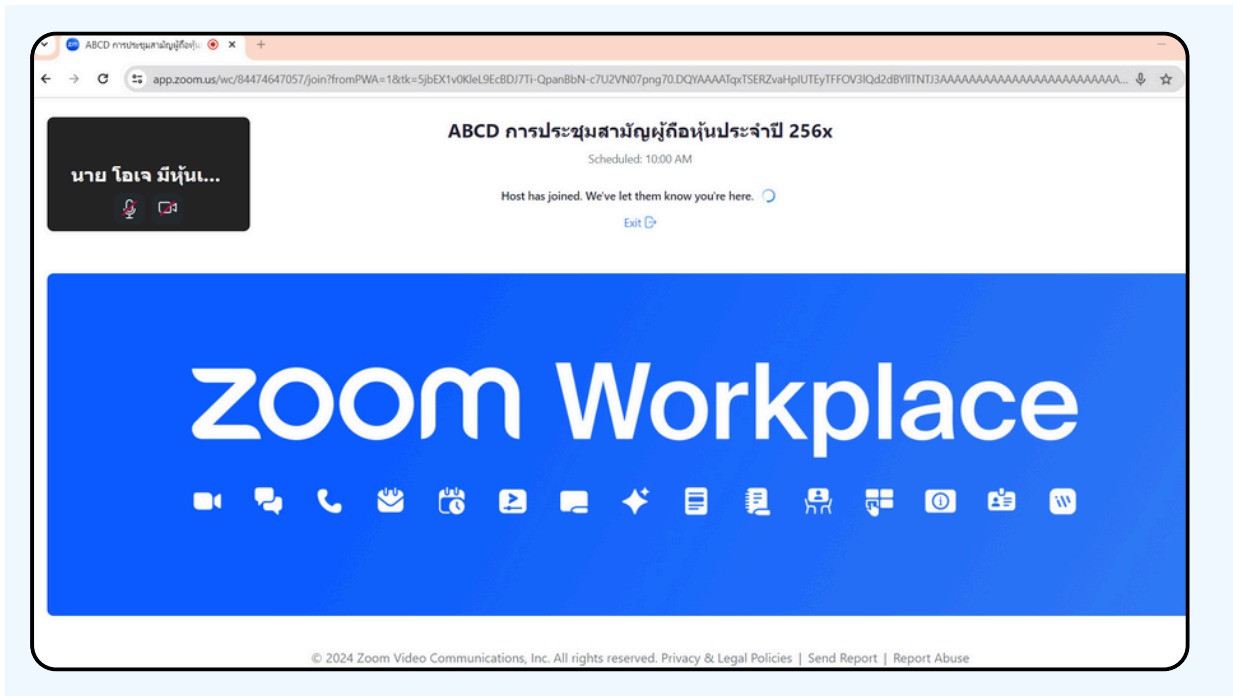 ABCD การประชุมสามัญผู้ถือหุ้น
app.zoom.us/wc/84474647057/join?fromPWA=1&tk=5jbEX1v0KleL9EcBDJ7Ti-QpanBbN-c7U2VN07png70.DQYAAAATqxTSERZvaHpIUTEyTFFOV3lQd2dBYllTNTJ3AAAAAAAAAAAAAAAAAAAAAAAAAA...
ABCD การประชุมสามัญผู้ถือหุ้นประจำปี 256x
Scheduled: 10:00 AM
นาย โอเจ มีหุ้นเ...
Host has joined. We've let them know you're here.
Exit
zoom Workplace
© 2024 Zoom Video Communications, Inc. All rights reserved. Privacy & Legal Policies | Send Report | Report Abuse